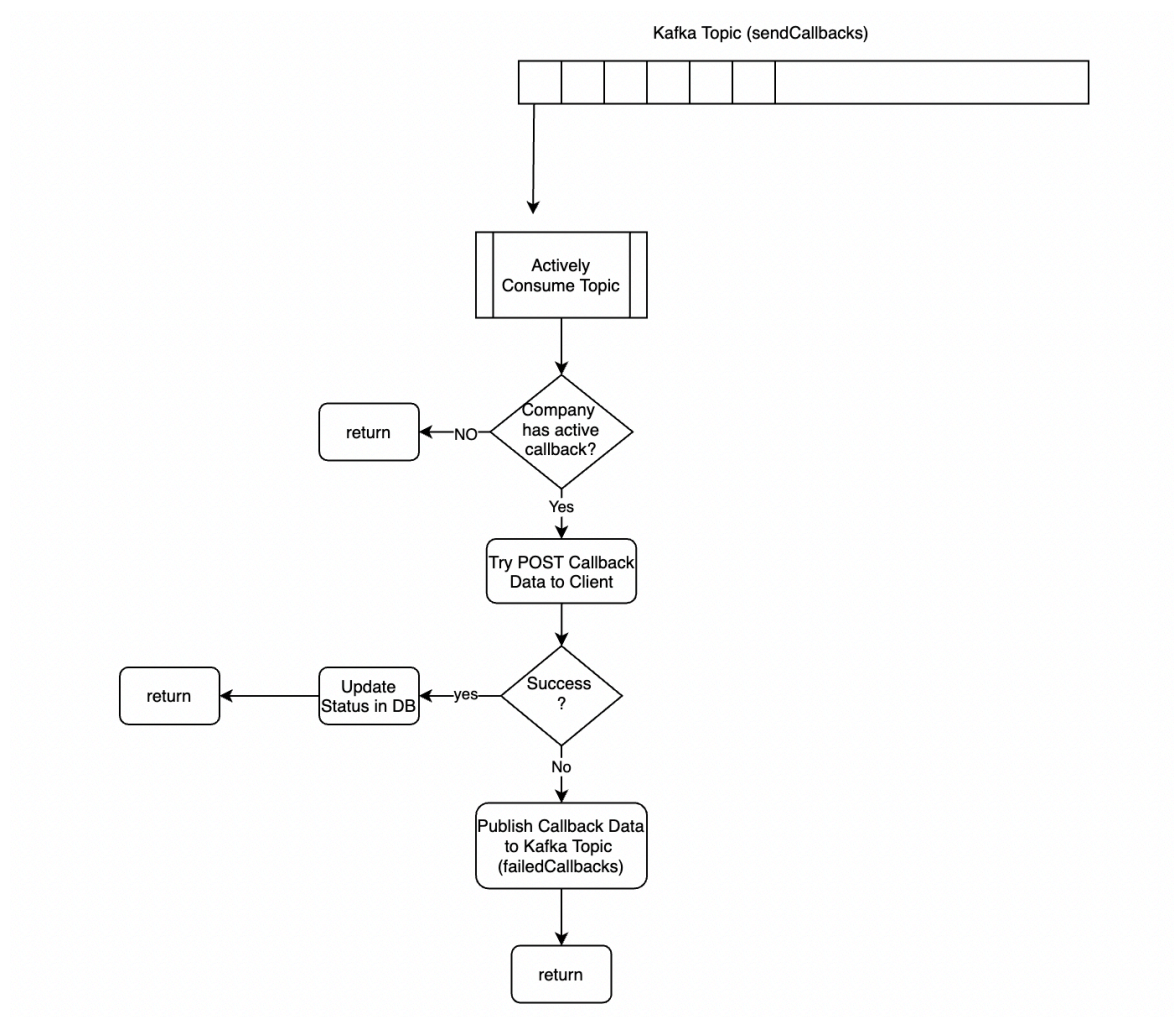 Kafka Topic (sendCallbacks)
Actively
Consume Topic
Company
has active
callback?
NO
return
Yes
Try POST Callback
Data to Client
Success
?
yes
Update
Status in DB
return
No
Publish Callback Data
to Kafka Topic
(failedCallbacks)
return